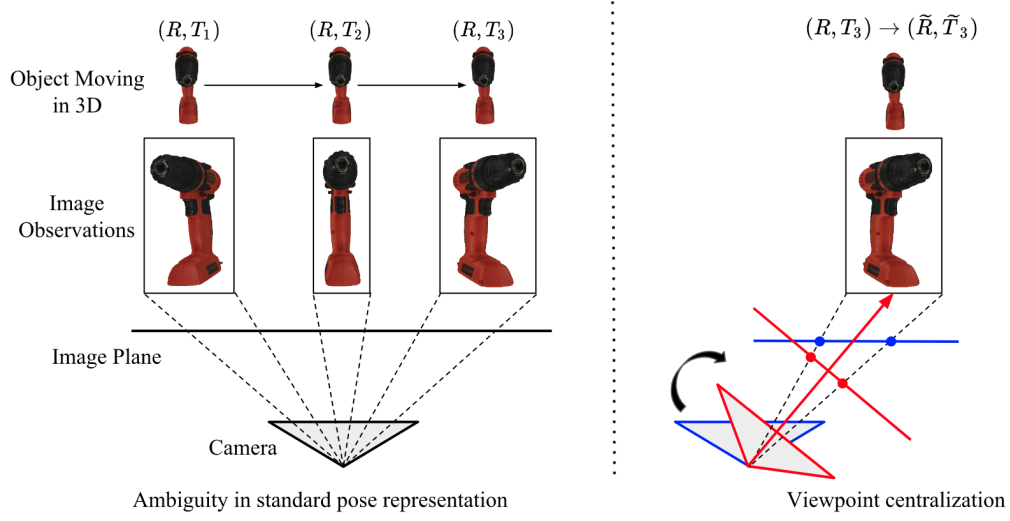 (R, T₁)
(R, T₂)
(R, T₃)
(R, T₃) → (R̃, T̃₃)
Object Moving
in 3D
Image
Observations
Image Plane
Camera
Ambiguity in standard pose representation
Viewpoint centralization